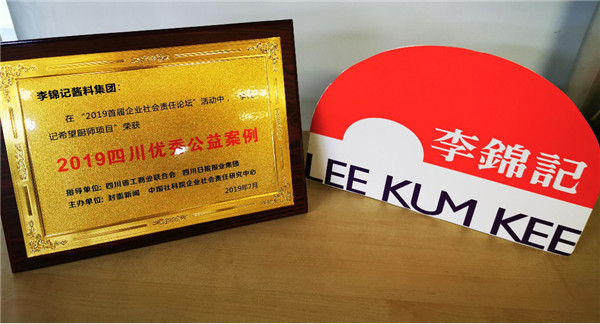 李锦记酱料集团：
在“2019首届企业社会责任论坛”活动中，
记希望厨师项目”荣获
2019四川优秀公益案例
指导单位：四川省工商业联合会 四川日报报业集团
主办单位：封面新闻 中国社科院企业社会责任研究中心
2019年7月
李錦記
LEE KUM KEE